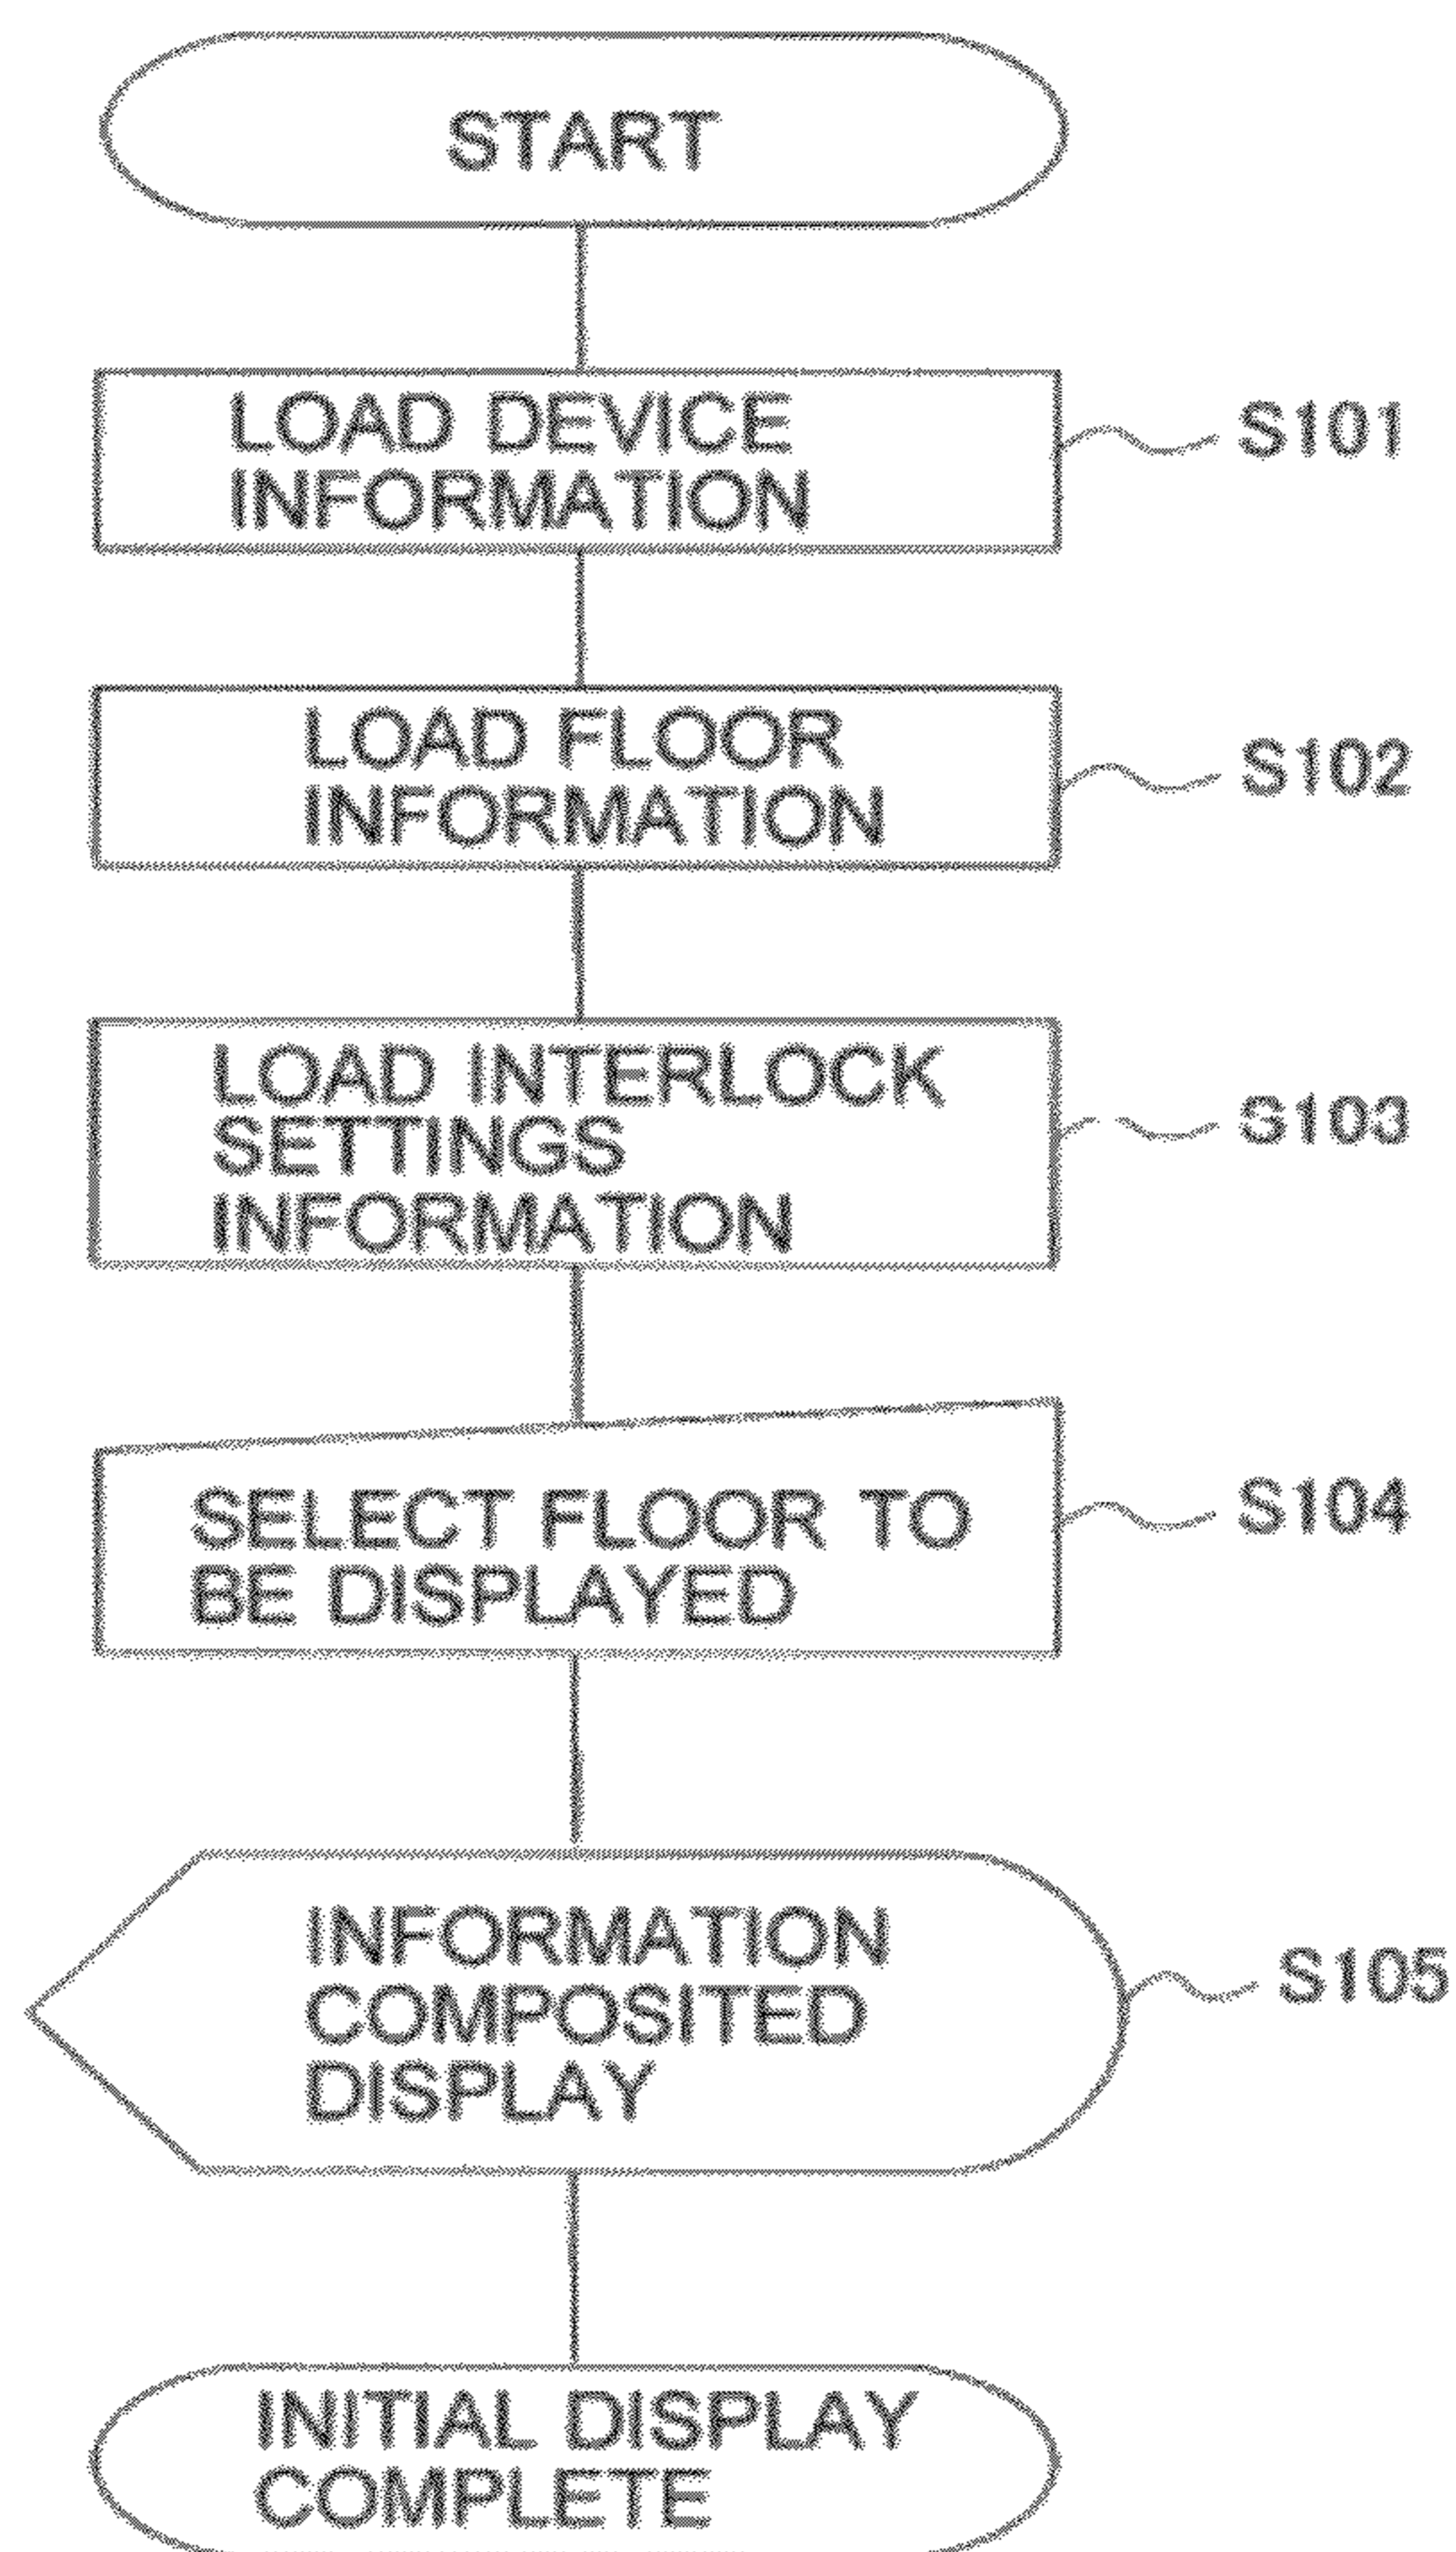 START
LOAD DEVICE
INFORMATION
S101
LOAD FLOOR
INFORMATION
S102
LOAD INTERLOCK
SETTINGS
INFORMATION
S103
SELECT FLOOR TO
BE DISPLAYED
S104
INFORMATION
COMPOSITED
DISPLAY
S105
INITIAL DISPLAY
COMPLETE